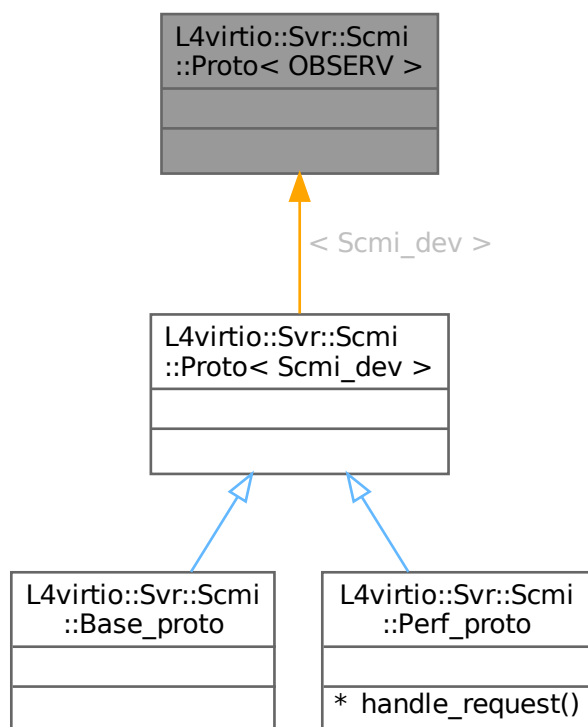 L4virtio::Svr::Scmi
::Proto< OBSERV >
< Scmi_dev >
L4virtio::Svr::Scmi
::Proto< Scmi_dev >
L4virtio::Svr::Scmi
::Base_proto
L4virtio::Svr::Scmi
::Perf_proto
* handle_request()